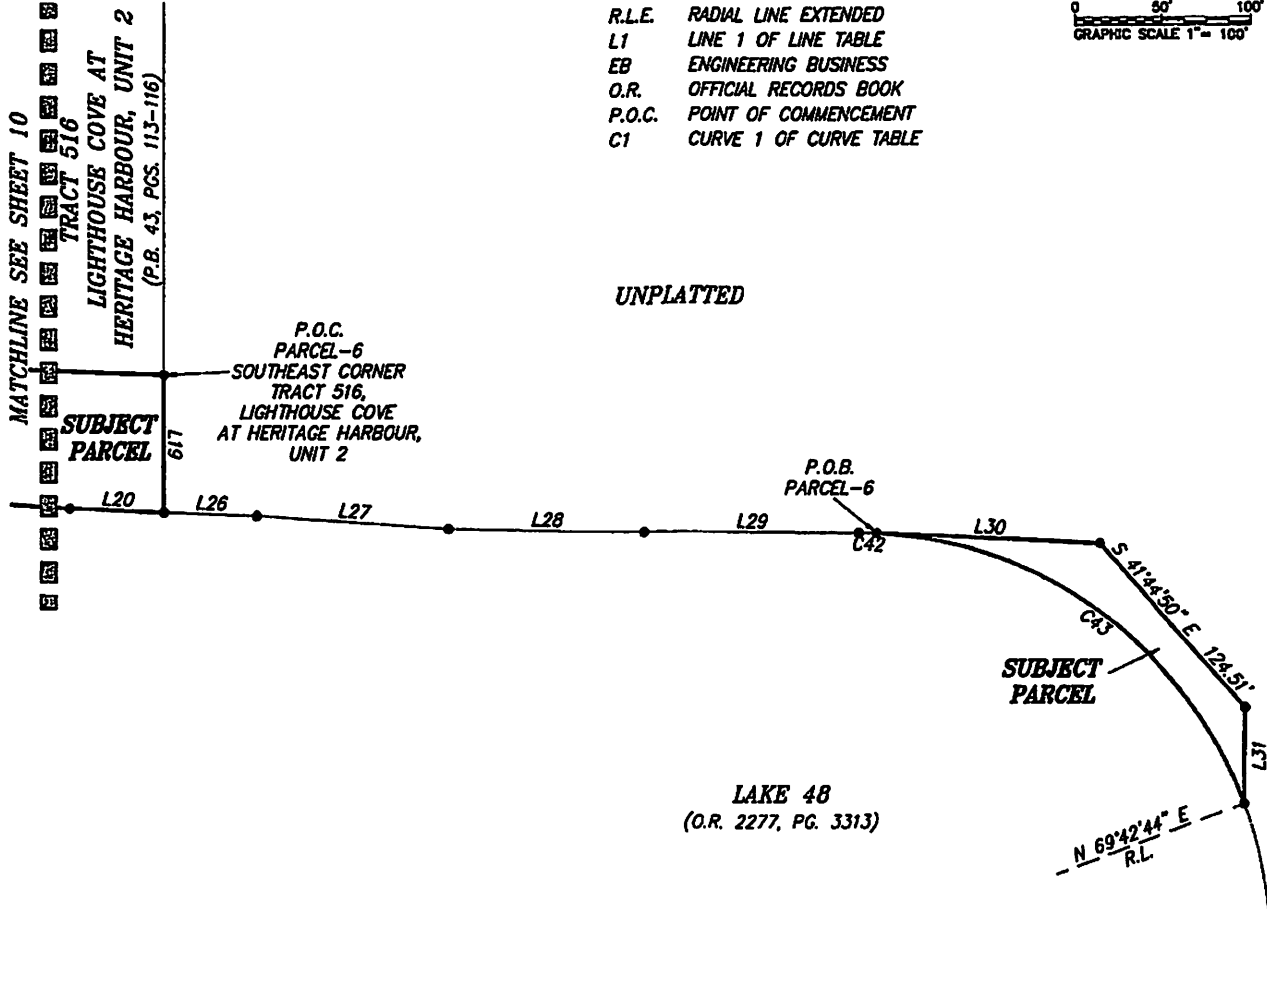 R.L.E. RADIAL LINE EXTENDED
L1 LINE 1 OF LINE TABLE
EB ENGINEERING BUSINESS
O.R. OFFICIAL RECORDS BOOK
P.O.C. POINT OF COMMENCEMENT
C1 CURVE 1 OF CURVE TABLE
0 50' 100'
GRAPHIC SCALE 1"= 100'
MATCHLINE SEE SHEET 10
TRACT 516
LIGHTHOUSE COVE AT
HERITAGE HARBOUR, UNIT 2
(P.B. 43, PGS. 113-116)
UNPLATTED
P.O.C.
PARCEL-6
SOUTHEAST CORNER
TRACT 516,
LIGHTHOUSE COVE
AT HERITAGE HARBOUR,
UNIT 2
SUBJECT
PARCEL
L19
L20
L26
L27
L28
L29
P.O.B.
PARCEL-6
C42
L30
S 41°44'50" E 124.51'
C43
SUBJECT
PARCEL
L31
LAKE 48
(O.R. 2277, PG. 3313)
N 69°42'44" E
R.L.